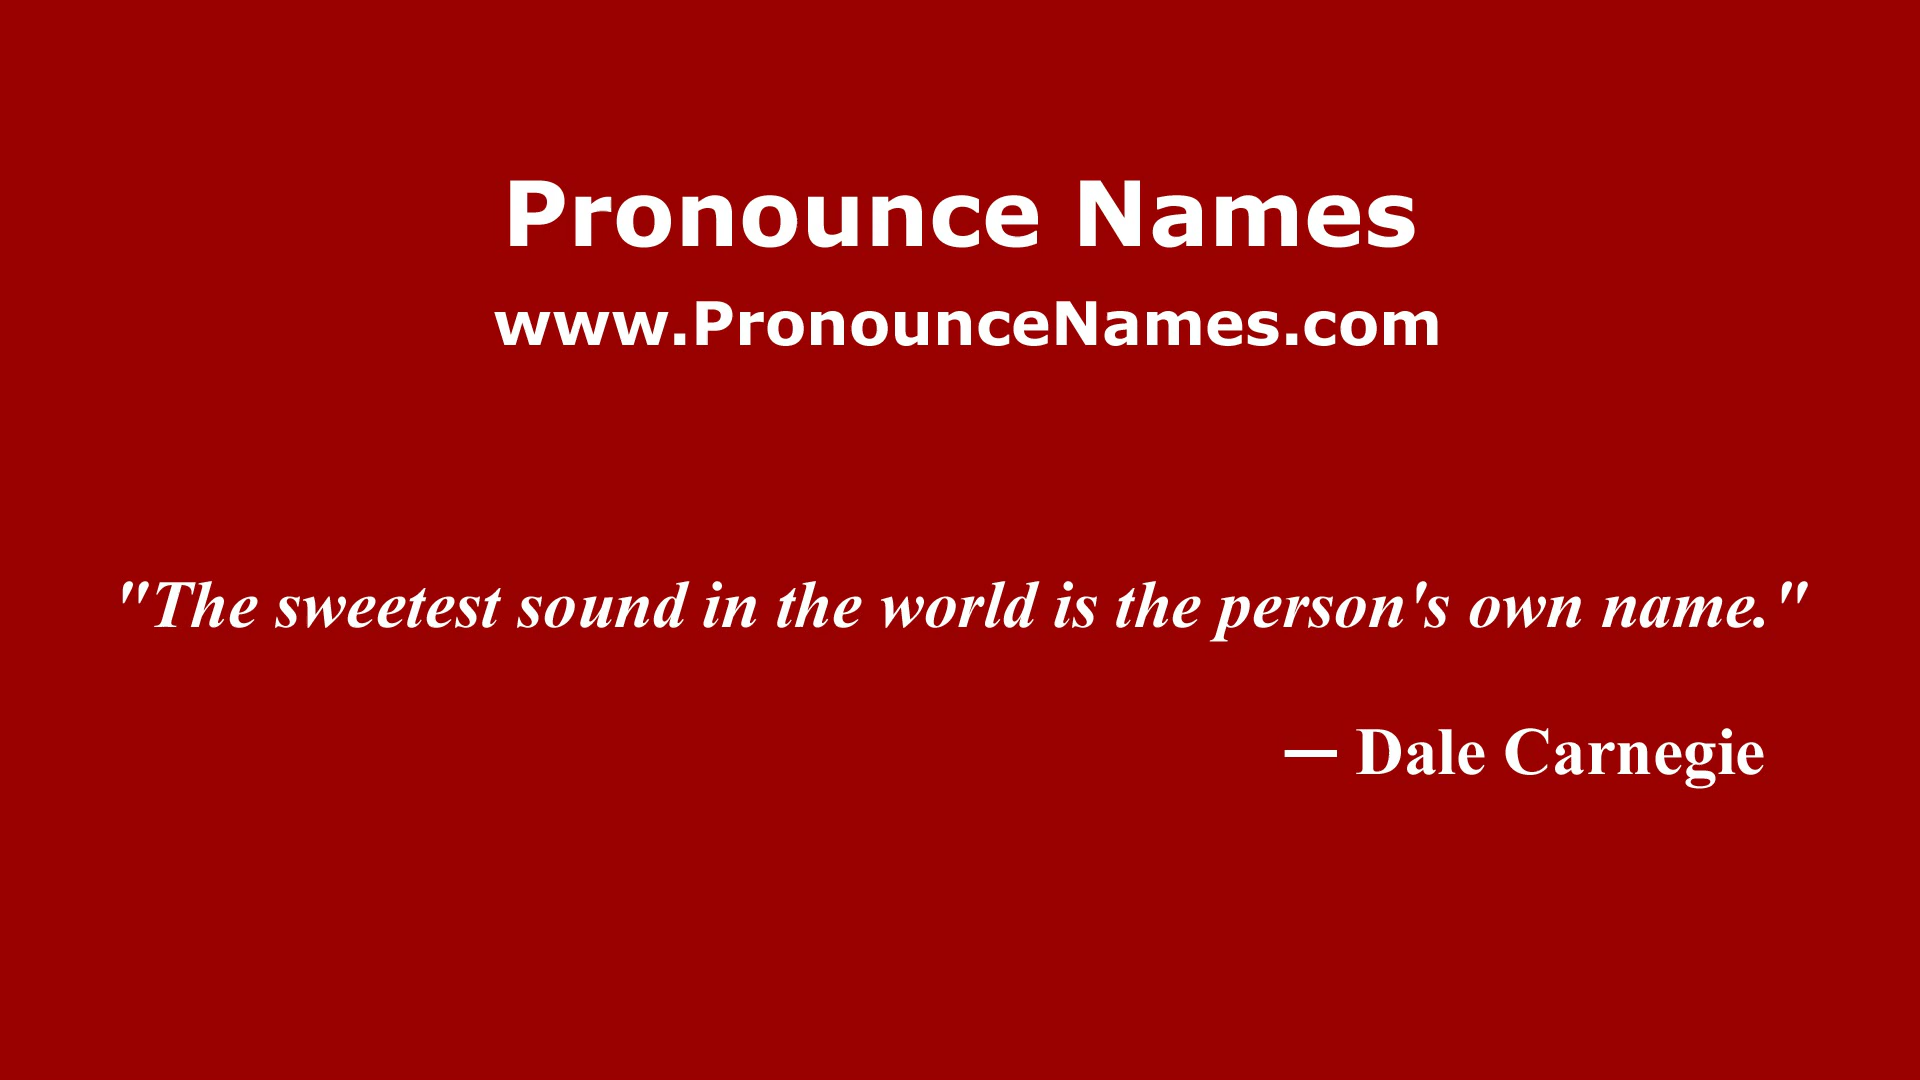 Pronounce Names
www.PronounceNames.com
"The sweetest sound in the world is the person's own name."
— Dale Carnegie